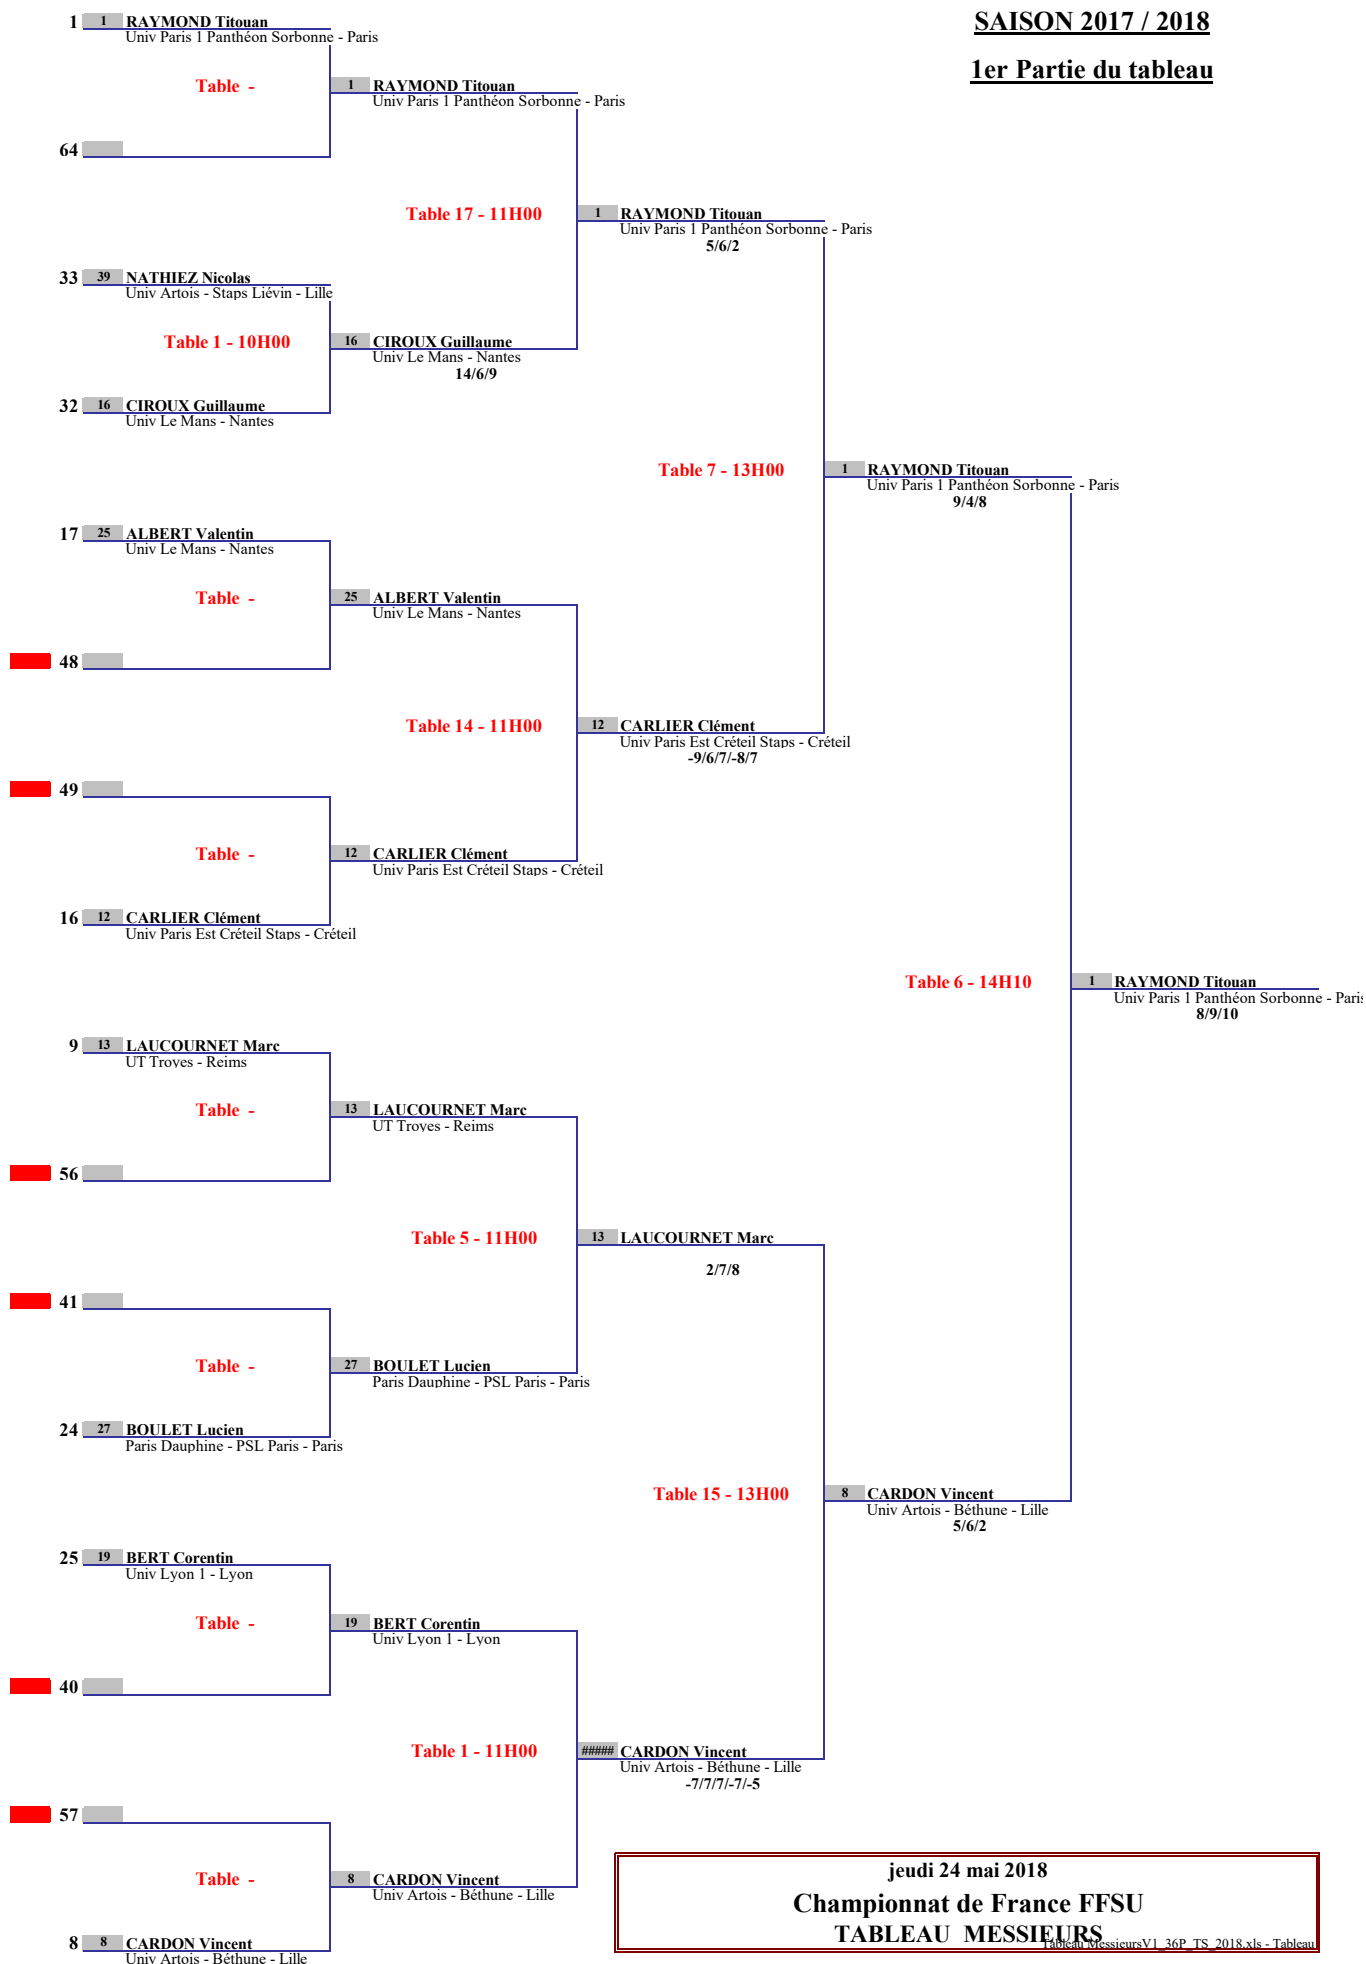 SAISON 2017 / 2018
1er Partie du tableau
1 1 RAYMOND Titouan
Univ Paris 1 Panthéon Sorbonne - Paris
Table -
1 RAYMOND Titouan
Univ Paris 1 Panthéon Sorbonne - Paris
64
Table 17 - 11H00
1 RAYMOND Titouan
Univ Paris 1 Panthéon Sorbonne - Paris
5/6/2
33 39 NATHIEZ Nicolas
Univ Artois - Staps Liévin - Lille
Table 1 - 10H00
16 CIROUX Guillaume
Univ Le Mans - Nantes
14/6/9
32 16 CIROUX Guillaume
Univ Le Mans - Nantes
Table 7 - 13H00
1 RAYMOND Titouan
Univ Paris 1 Panthéon Sorbonne - Paris
9/4/8
17 25 ALBERT Valentin
Univ Le Mans - Nantes
Table -
25 ALBERT Valentin
Univ Le Mans - Nantes
48
Table 14 - 11H00
12 CARLIER Clément
Univ Paris Est Créteil Staps - Créteil
-9/6/7/-8/7
49
Table -
12 CARLIER Clément
Univ Paris Est Créteil Staps - Créteil
16 12 CARLIER Clément
Univ Paris Est Créteil Staps - Créteil
Table 6 - 14H10
1 RAYMOND Titouan
Univ Paris 1 Panthéon Sorbonne - Paris
8/9/10
9 13 LAUCOURNET Marc
UT Troyes - Reims
Table -
13 LAUCOURNET Marc
UT Troyes - Reims
56
Table 5 - 11H00
13 LAUCOURNET Marc
2/7/8
41
Table -
27 BOULET Lucien
Paris Dauphine - PSL Paris - Paris
24 27 BOULET Lucien
Paris Dauphine - PSL Paris - Paris
Table 15 - 13H00
8 CARDON Vincent
Univ Artois - Béthune - Lille
5/6/2
25 19 BERT Corentin
Univ Lyon 1 - Lyon
Table -
19 BERT Corentin
Univ Lyon 1 - Lyon
40
Table 1 - 11H00
##### CARDON Vincent
Univ Artois - Béthune - Lille
-7/7/7/-7/-5
57
Table -
8 CARDON Vincent
Univ Artois - Béthune - Lille
8 8 CARDON Vincent
Univ Artois - Béthune - Lille
jeudi 24 mai 2018
Championnat de France FFSU
TABLEAU MESSIEURS
Tableau MessieursV1_36P_TS_2018.xls - Tableau